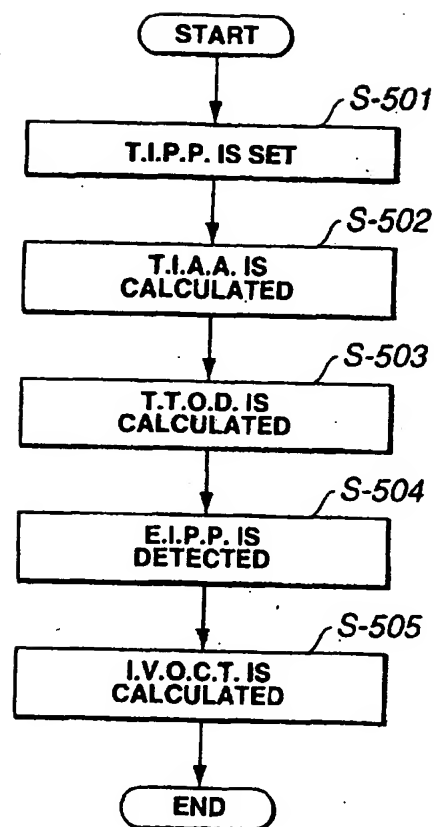 START
S-501
T.I.P.P. IS SET
S-502
T.I.A.A. IS
CALCULATED
S-503
T.T.O.D. IS
CALCULATED
S-504
E.I.P.P. IS
DETECTED
S-505
I.V.O.C.T. IS
CALCULATED
END